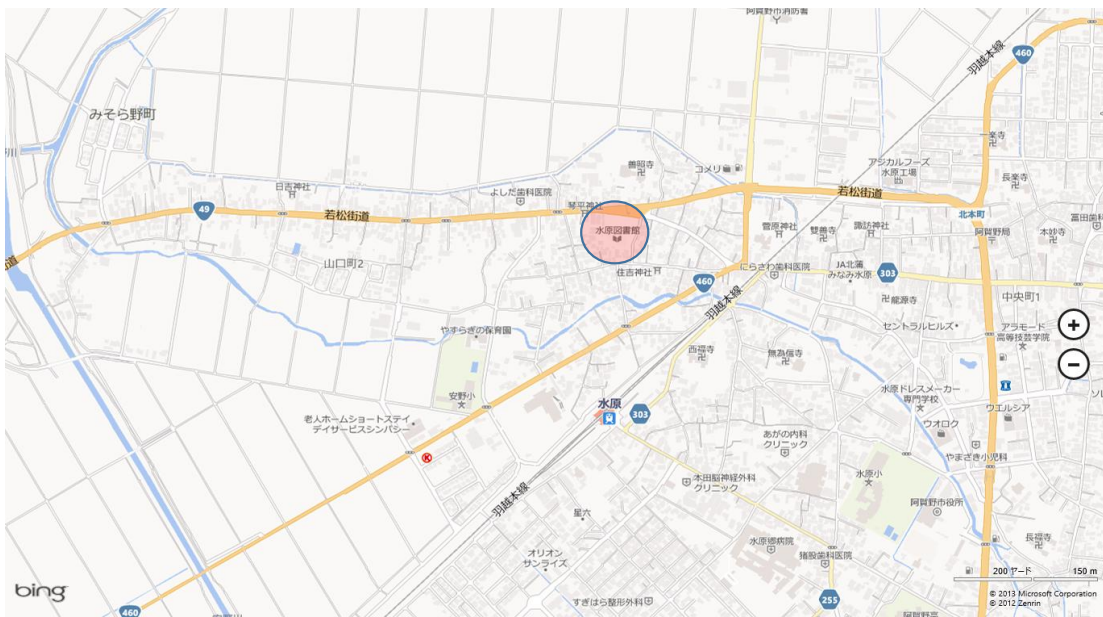 阿賀野市消防署
460
羽越本線
みそら野町
一楽寺
善照寺
コメリ
アジカルフーズ
水原工場
長楽寺
日吉神社
よしだ歯科医院
若松街道
49
若松街道
琴平神社
北本町
水原図書館
菅原神社
雙善寺
諏訪神社
阿賀野局
本妙寺
富田歯科
山口町2
住吉神社
460
にらさわ歯科医院
JA北蒲
みなみ水原
303
羽越本線
龍源寺
中央町1
やすらぎの保育園
セントラルヒルズ
アラモード
高等技芸学院
西福寺
無為信寺
安野小
水原
303
水原ドレスメーカー
専門学校
ウエルシア
老人ホームショートステイ
デイサービスシンパシー
ウオロク
あがの内科
クリニック
やまざき小児科
K
水原小
本田脳神経外科
クリニック
羽越本線
星六
阿賀野市役所
水原郷病院
猪股歯科医院
長福寺
オリオン
サンライズ
200 ヤード
150 m
bing
すぎはら整形外科
255
460
© 2013 Microsoft Corporation
© 2012 Zenrin